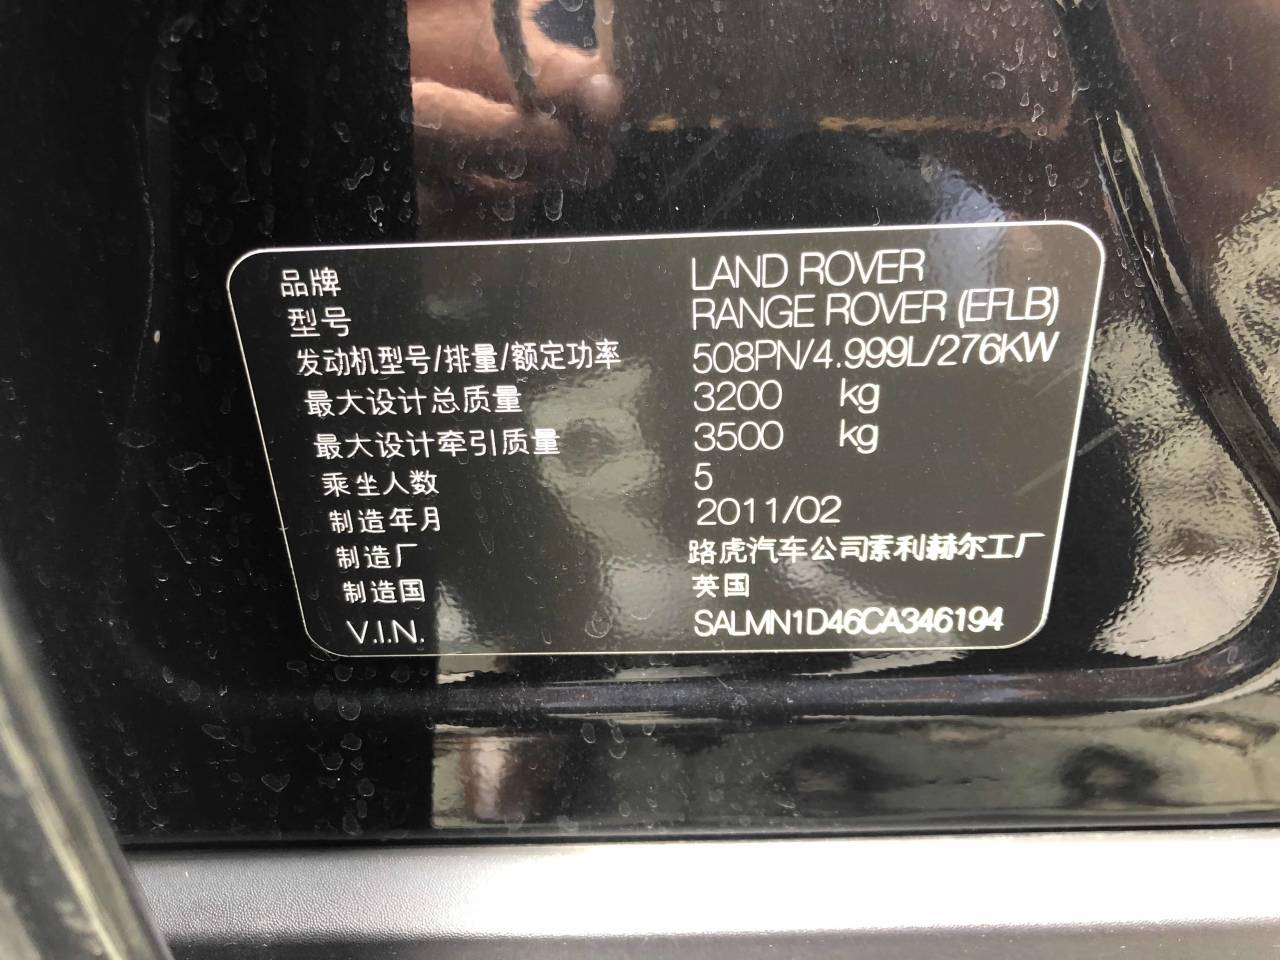 品牌 LAND ROVER
型号 RANGE ROVER (EFLB)
发动机型号/排量/额定功率 508PN/4.999L/276KW
最大设计总质量 3200 kg
最大设计牵引质量 3500 kg
乘坐人数 5
制造年月 2011/02
制造厂 路虎汽车公司索利赫尔工厂
制造国 英国
V.I.N. SALMN1D46CA346194